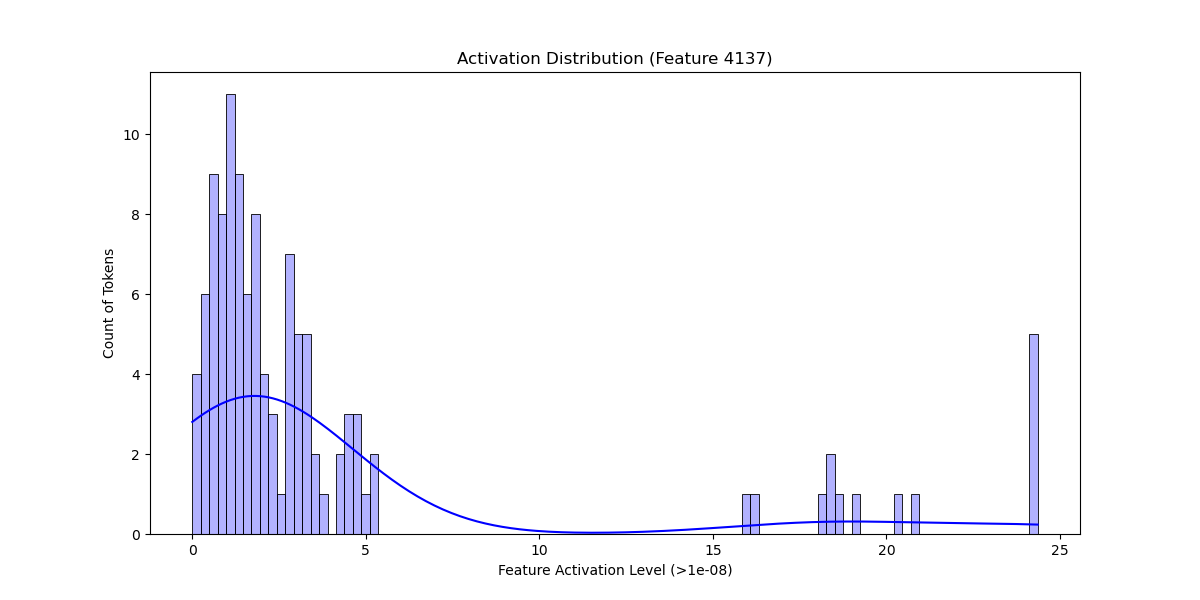 Activation Distribution (Feature 4137)
Count of Tokens
10
8
6
4
2
0
0 5 10 15 20 25
Feature Activation Level (>1e-08)